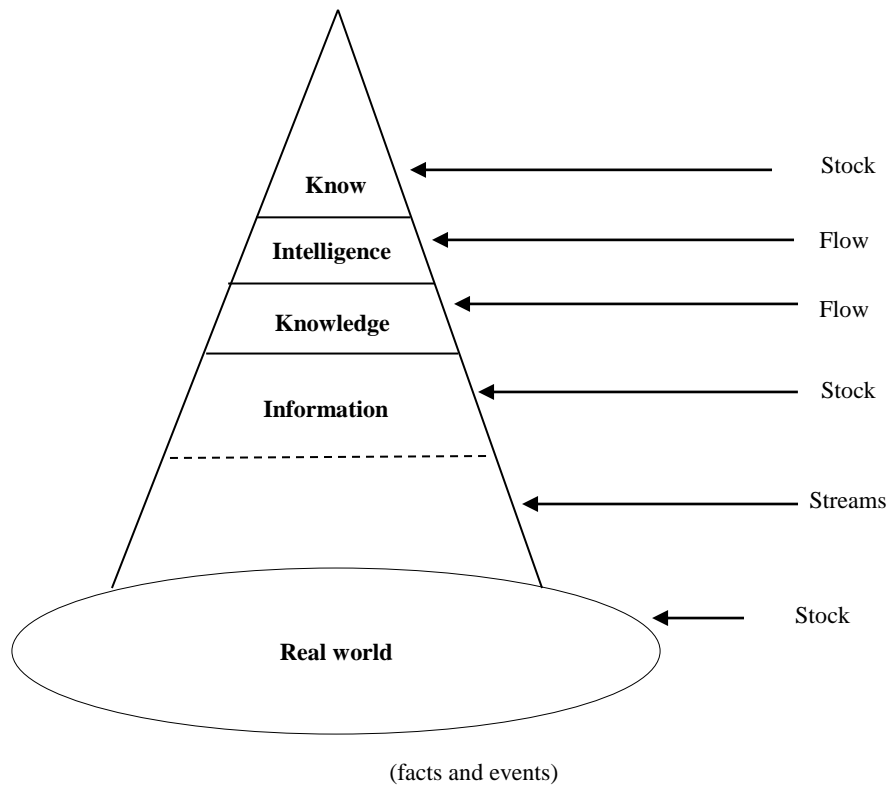 Stock
Know
Flow
Intelligence
Flow
Knowledge
Stock
Information
Streams
Stock
Real world
(facts and events)